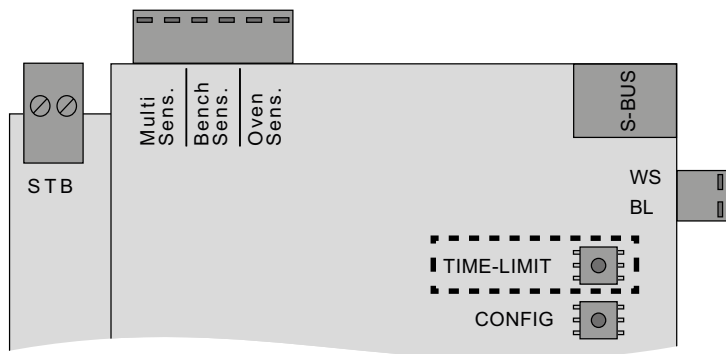 Multi
Sens.
Bench
Sens.
Oven
Sens.
S-BUS
STB
WS
BL
TIME-LIMIT
CONFIG